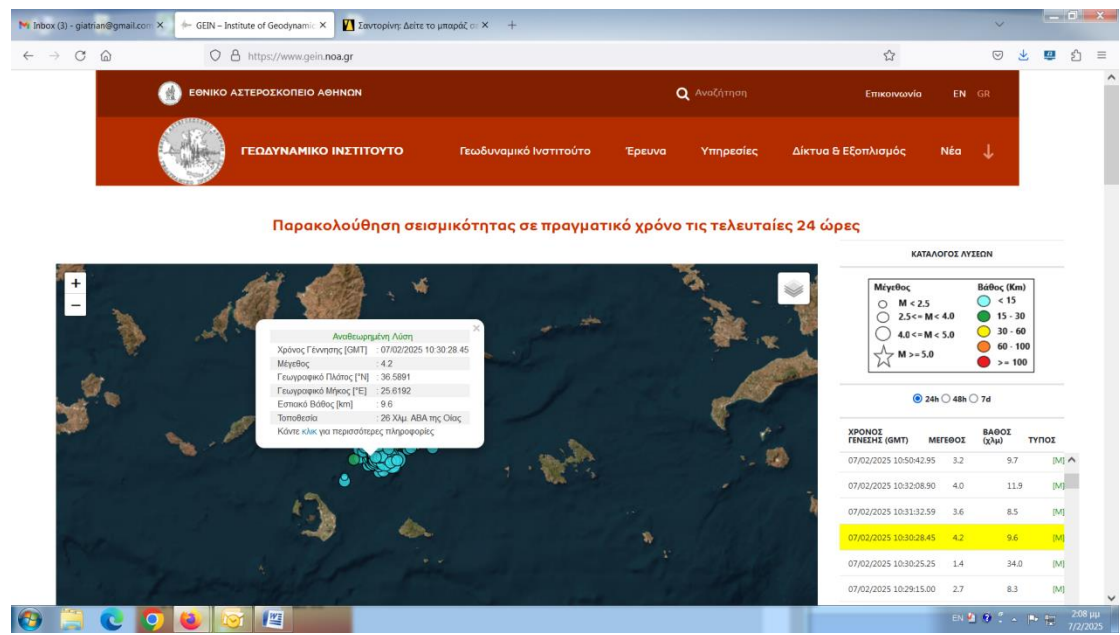 Inbox (3) - giatrian@gmail.com
GEIN – Institute of Geodynamic
Σαντορίνη: Δείτε το μπαράζ σε
https://www.gein.noa.gr
ΕΘΝΙΚΟ ΑΣΤΕΡΟΣΚΟΠΕΙΟ ΑΘΗΝΩΝ
Αναζήτηση
Επικοινωνία
EN GR
ΓΕΩΔΥΝΑΜΙΚΟ ΙΝΣΤΙΤΟΥΤΟ
Γεωδυναμικό Ινστιτούτο
Έρευνα
Υπηρεσίες
Δίκτυα & Εξοπλισμός
Νέα
Παρακολούθηση σεισμικότητας σε πραγματικό χρόνο τις τελευταίες 24 ώρες
+
−
Αναθεωρημένη Λύση
Χρόνος Γέννησης [GMT] : 07/02/2025 10:30:28.45
Μέγεθος : 4.2
Γεωγραφικό Πλάτος [°N] : 36.5891
Γεωγραφικό Μήκος [°E] : 25.6192
Εστιακό Βάθος [km] : 9.6
Τοποθεσία : 26 Χλμ. ΑΒΑ της Οίας
Κάντε κλικ για περισσότερες πληροφορίες
ΚΑΤΑΛΟΓΟΣ ΛΥΣΕΩΝ
Μέγεθος Βάθος (Km)
M < 2.5 < 15
2.5<= M< 4.0 15 - 30
4.0 <= M < 5.0 30 - 60
M >= 5.0 60 - 100
>= 100
24h 48h 7d
ΧΡΟΝΟΣ ΒΑΘΟΣ
ΓΕΝΕΣΗΣ (GMT) ΜΕΓΕΘΟΣ (χλμ) ΤΥΠΟΣ
07/02/2025 10:50:42.95 3.2 9.7 [M]
07/02/2025 10:32:08.90 4.0 11.9 [M]
07/02/2025 10:31:32.59 3.6 8.5 [M]
07/02/2025 10:30:28.45 4.2 9.6 [M]
07/02/2025 10:30:25.25 1.4 34.0 [M]
07/02/2025 10:29:15.00 2.7 8.3 [M]
EN
2:08 μμ
7/2/2025